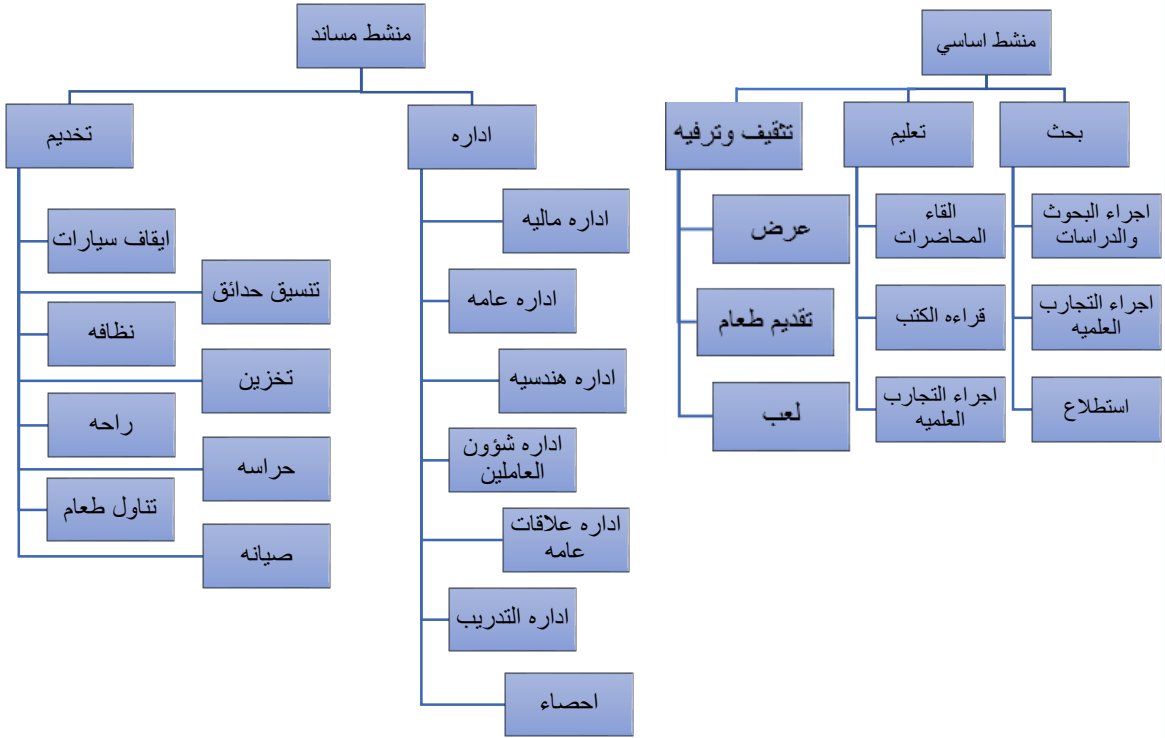 منشط اساسي
بحث
اجراء البحوث
والدراسات
اجراء التجارب
العلميه
استطلاع
تعليم
القاء
المحاضرات
قراءه الكتب
اجراء التجارب
العلميه
تثقيف وترفيه
عرض
تقديم طعام
لعب
منشط مساند
اداره
اداره ماليه
اداره عامه
اداره هندسيه
اداره شؤون
العاملين
اداره علاقات
عامه
اداره التدريب
احصاء
تخديم
ايقاف سيارات
تنسيق حدائق
نظافه
تخزين
راحه
حراسه
تناول طعام
صيانه